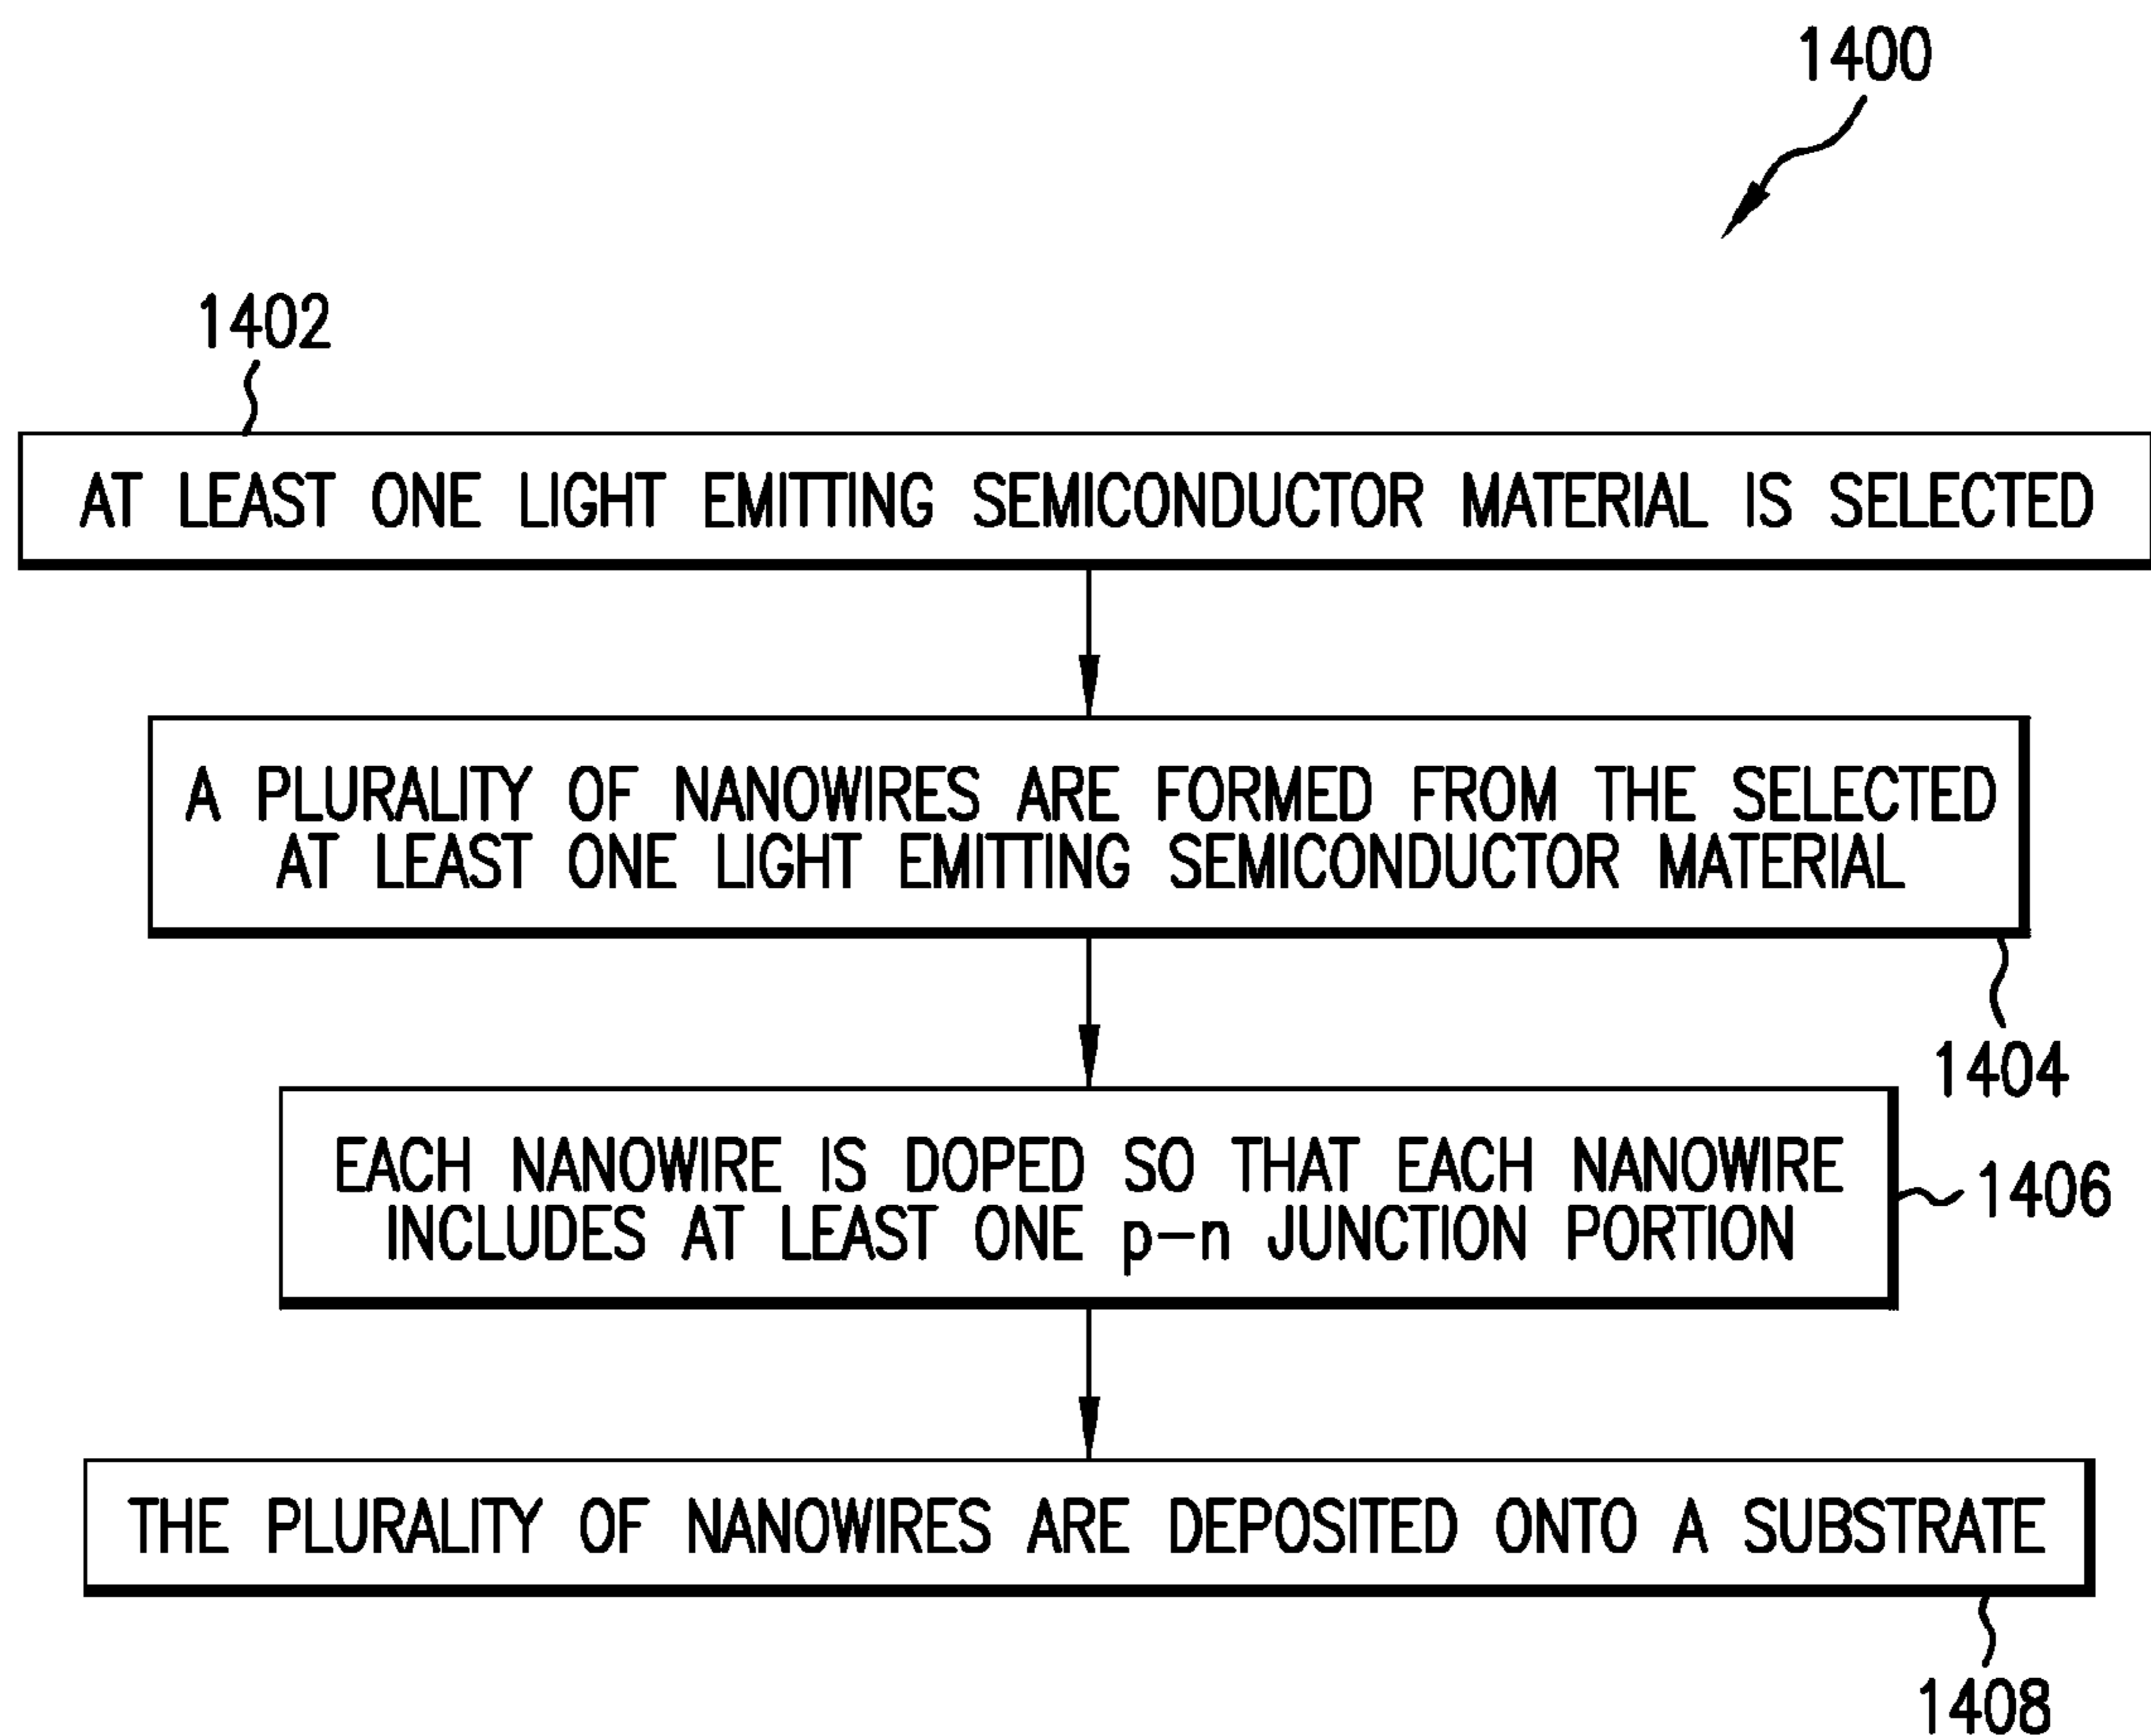 1400
1402
AT LEAST ONE LIGHT EMITTING SEMICONDUCTOR MATERIAL IS SELECTED
A PLURALITY OF NANOWIRES ARE FORMED FROM THE SELECTED
AT LEAST ONE LIGHT EMITTING SEMICONDUCTOR MATERIAL
1404
EACH NANOWIRE IS DOPED SO THAT EACH NANOWIRE
INCLUDES AT LEAST ONE p-n JUNCTION PORTION
1406
THE PLURALITY OF NANOWIRES ARE DEPOSITED ONTO A SUBSTRATE
1408